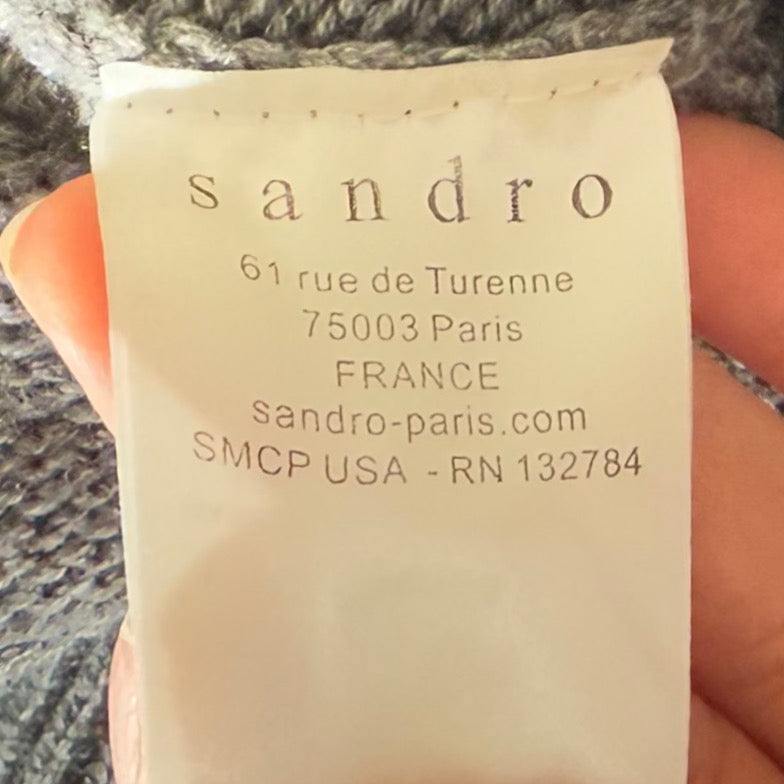 sandro
61 rue de Turenne
75003 Paris
FRANCE
sandro-paris.com
SMCP USA - RN 132784